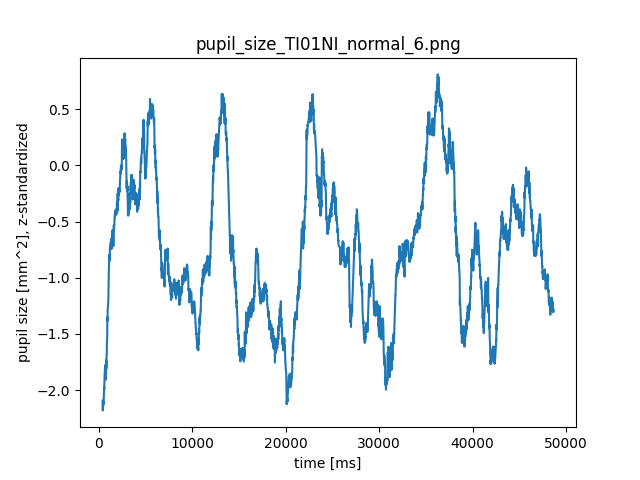 pupil_size_TI01NI_normal_6.png
pupil size [mm^2], z-standardized
0.5
0.0
−0.5
−1.0
−1.5
−2.0
0 10000 20000 30000 40000 50000
time [ms]